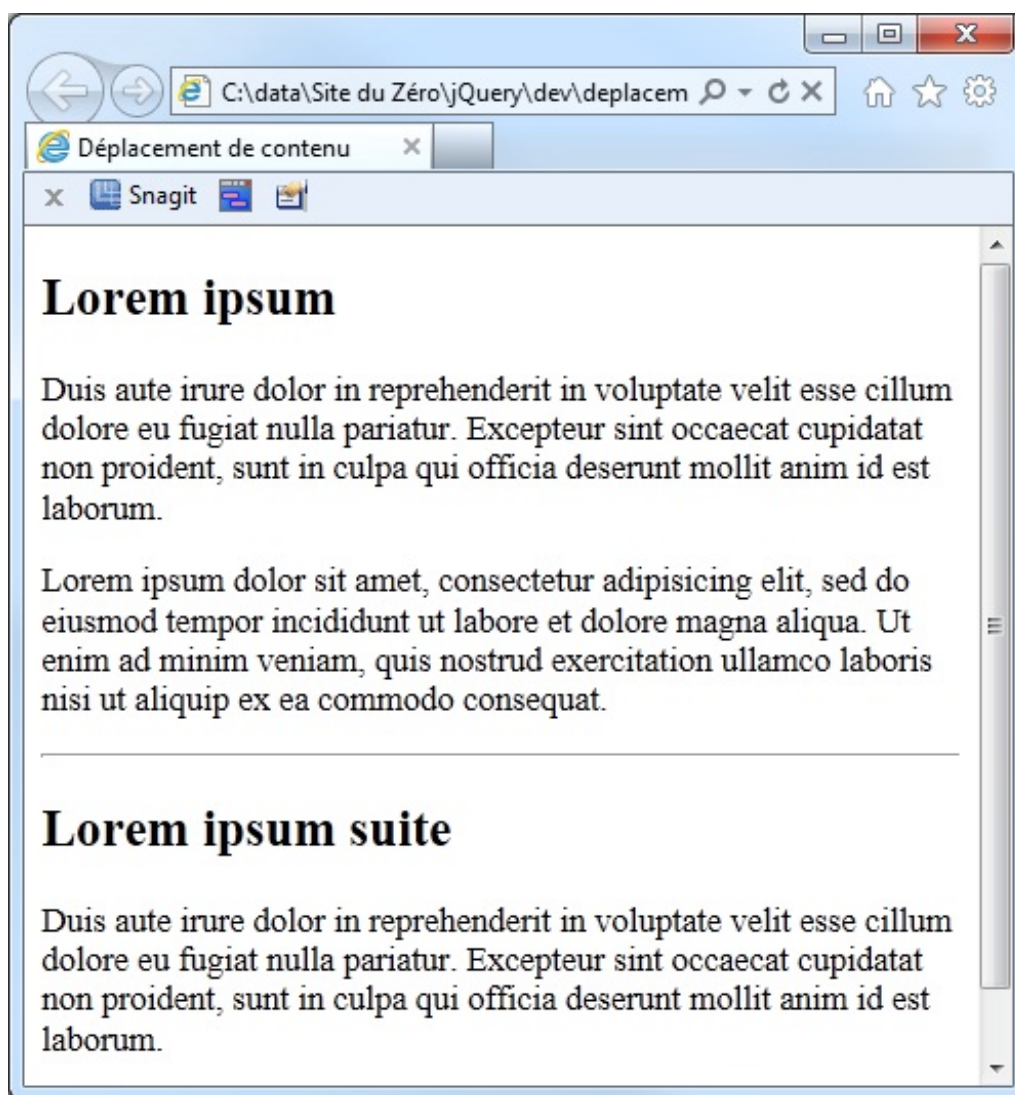 C:\data\Site du Zéro\jQuery\dev\deplacem
Déplacement de contenu
Snagit
Lorem ipsum
Duis aute irure dolor in reprehenderit in voluptate velit esse cillum
dolore eu fugiat nulla pariatur. Excepteur sint occaecat cupidatat
non proident, sunt in culpa qui officia deserunt mollit anim id est
laborum.
Lorem ipsum dolor sit amet, consectetur adipisicing elit, sed do
eiusmod tempor incididunt ut labore et dolore magna aliqua. Ut
enim ad minim veniam, quis nostrud exercitation ullamco laboris
nisi ut aliquip ex ea commodo consequat.
Lorem ipsum suite
Duis aute irure dolor in reprehenderit in voluptate velit esse cillum
dolore eu fugiat nulla pariatur. Excepteur sint occaecat cupidatat
non proident, sunt in culpa qui officia deserunt mollit anim id est
laborum.